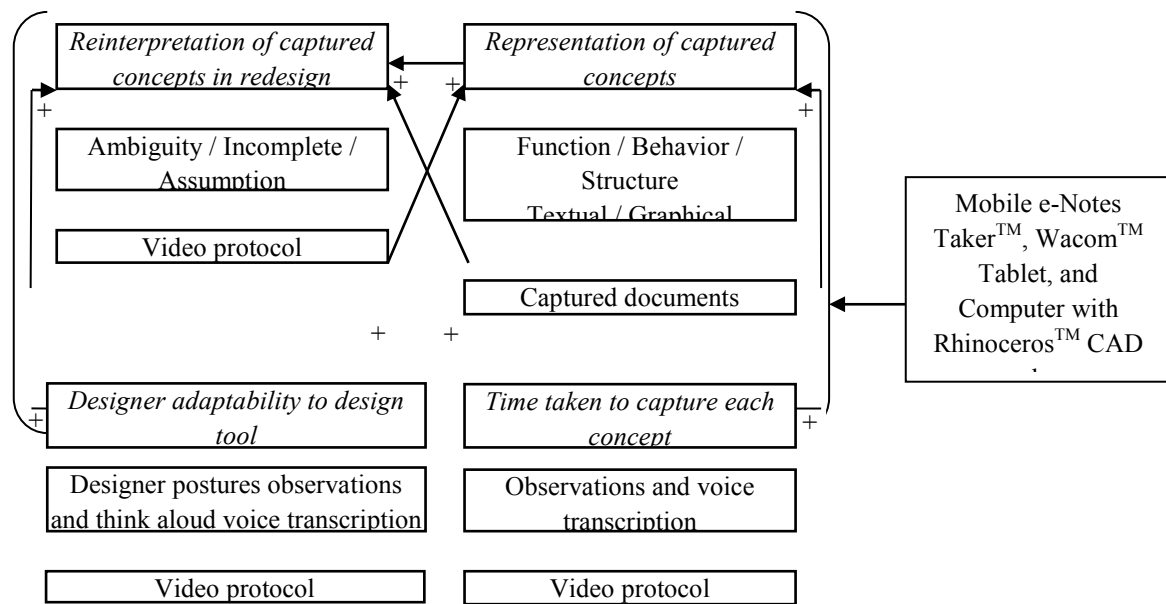 Reinterpretation of captured
concepts in redesign
Representation of captured
concepts
+
+
+
+
Ambiguity / Incomplete /
Assumption
Function / Behavior /
Structure
Textual / Graphical
Video protocol
Captured documents
Mobile e-Notes
Taker™, Wacom™
Tablet, and
Computer with
Rhinoceros™ CAD
+
+
Designer adaptability to design
tool
Time taken to capture each
concept
+
+
Designer postures observations
and think aloud voice transcription
Observations and voice
transcription
Video protocol
Video protocol